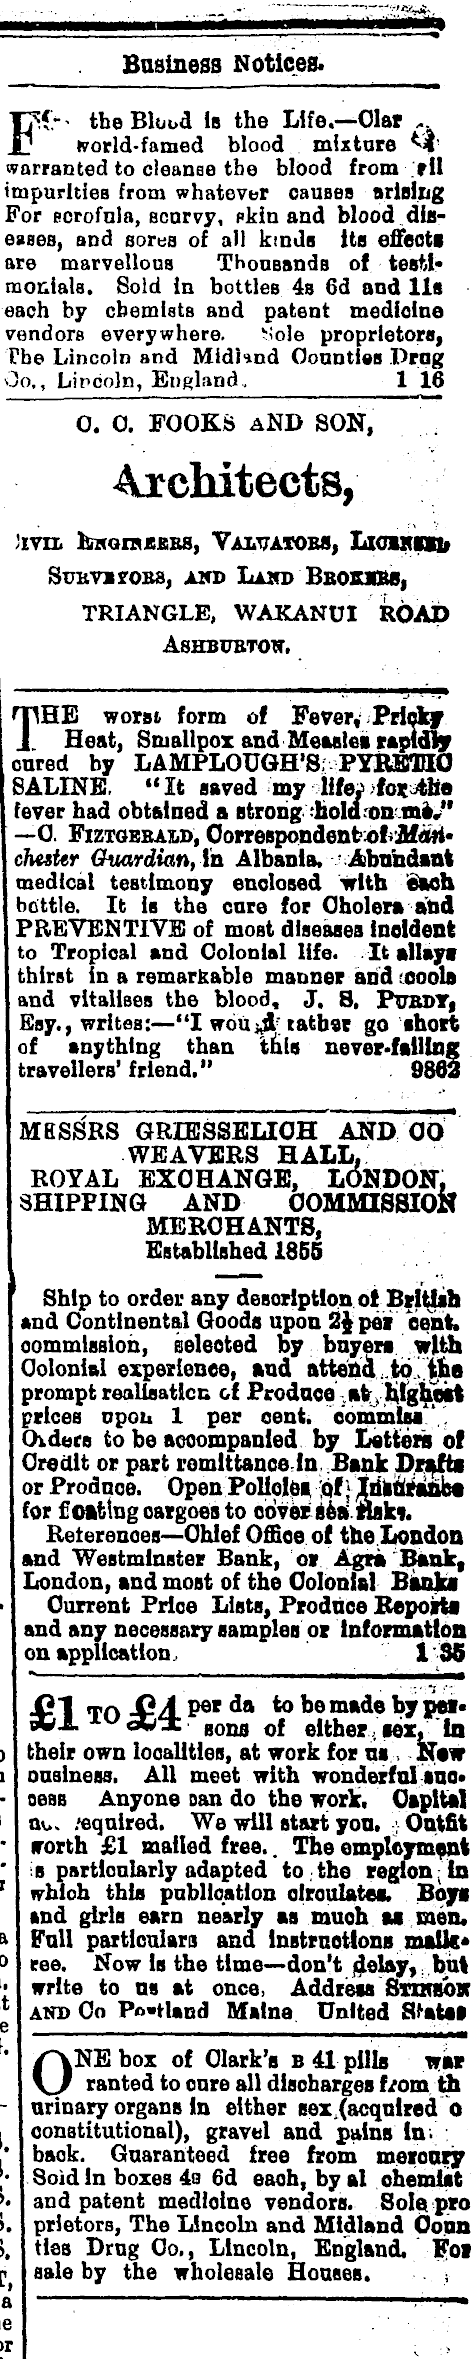 Business Notices.
the Blood is the Life.—Clar
world-famed blood mixture
warranted to cleanse the blood from all
impurities from whatever causes arising
For scrofula, scurvy, skin and blood dis-
eases, and sores of all kinds its effects
are marvellous Thousands of testi-
monials. Sold in bottles 4s 6d and 11s
each by chemists and patent medicine
vendors everywhere. Sole proprietors,
The Lincoln and Midland Counties Drug
Co., Lincoln, England. 1 16
C. C. FOOKS AND SON,
Architects,
CIVIL ENGINEERS, VALUATORS, LICENSED
SURVEYORS, AND LAND BROKERS,
TRIANGLE, WAKANUI ROAD
ASHBURTON.
THE worst form of Fever, Prickly
Heat, Smallpox and Measles rapidly
cured by LAMPLOUGH'S PYRETIC
SALINE. "It saved my life, for the
fever had obtained a strong hold on me."
—C. FIZTGERALD, Correspondent of Man-
chester Guardian, in Albania. Abundant
medical testimony enclosed with each
bottle. It is the cure for Cholera and
PREVENTIVE of most diseases incident
to Tropical and Colonial life. It allays
thirst in a remarkable manner and cools
and vitalises the blood, J. S. PURDY,
Esy., writes:—"I would rather go short
of anything than this never-failing
travellers' friend." 9862
MESSRS GRIESSELICH AND CO
WEAVERS HALL,
ROYAL EXCHANGE, LONDON,
SHIPPING AND COMMISSION
MERCHANTS,
Established 1855
Ship to order any description of British
and Continental Goods upon 2½ per cent.
commission, selected by buyers with
Colonial experience, and attend to the
prompt realisation of Produce at highest
prices upon 1 per cent. commiss
Orders to be accompanied by Letters of
Credit or part remittance in Bank Drafts
or Produce. Open Policies of Insurance
for floating cargoes to cover sea risks.
References—Chief Office of the London
and Westminster Bank, or Agra Bank,
London, and most of the Colonial Banks
Current Price Lists, Produce Reports
and any necessary samples or information
on application. 1 35
£1 TO £4 per da to be made by per-
sons of either sex, in
their own localities, at work for us New
business. All meet with wonderful suc-
cess Anyone can do the work. Capital
not required. We will start you. Outfit
worth £1 mailed free. The employment
is particularly adapted to the region in
which this publication circulates. Boys
and girls earn nearly as much as men.
Full particulars and instructions mailed
free. Now is the time—don't delay, but
write to us at once, Address STINSON
AND Co Portland Maine United States
ONE box of Clark's B 41 pills war
ranted to cure all discharges from th
urinary organs in either sex (acquired o
constitutional), gravel and pains in
back. Guaranteed free from mercury
Sold in boxes 4s 6d each, by al chemist
and patent medicine vendors. Sole pro
prietors, The Lincoln and Midland Coun
ties Drug Co., Lincoln, England. For
sale by the wholesale Houses.